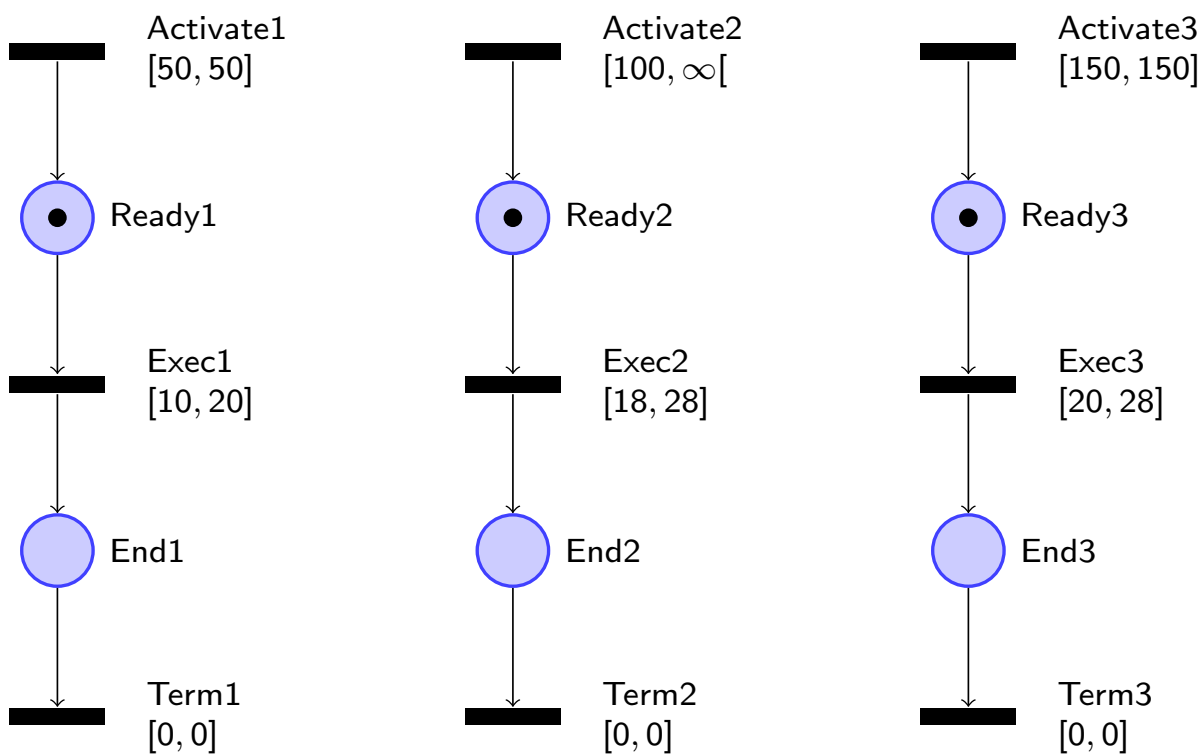 Activate1
[50, 50]
Activate2
[100, ∞[
Activate3
[150, 150]
Ready1
Ready2
Ready3
Exec1
[10, 20]
Exec2
[18, 28]
Exec3
[20, 28]
End1
End2
End3
Term1
[0, 0]
Term2
[0, 0]
Term3
[0, 0]